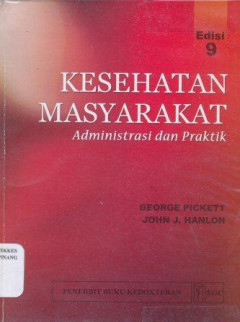 Edisi
9
KESEHATAN
MASYARAKAT
Administrasi dan Praktik
GEORGE PICKETT
JOHN J. HANLON
PENERBIT BUKU KEDOKTERAN
EGC